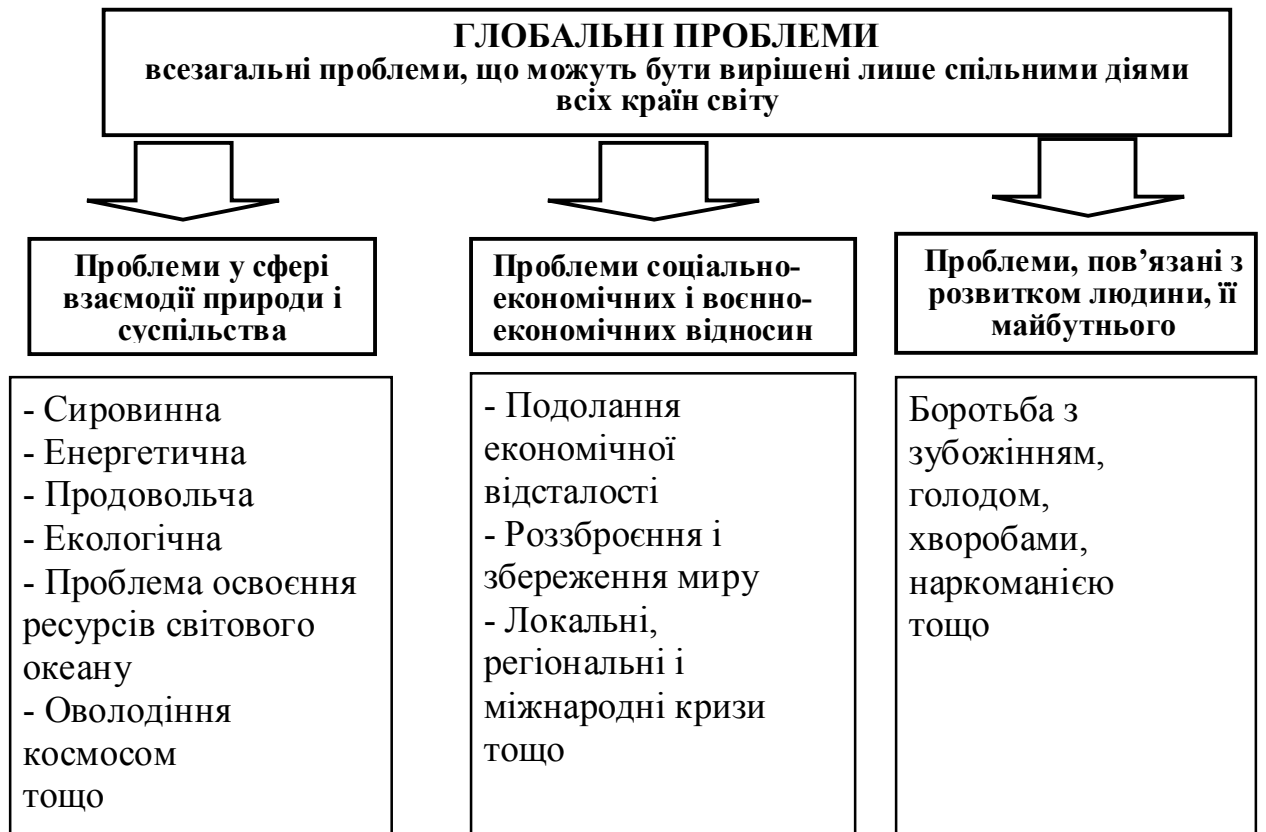 ГЛОБАЛЬНІ ПРОБЛЕМИ
всезагальні проблеми, що можуть бути вирішені лише спільними діями
всіх країн світу
Проблеми у сфері
взаємодії природи і
суспільства
- Сировинна
- Енергетична
- Продовольча
- Екологічна
- Проблема освоєння
ресурсів світового
океану
- Оволодіння
космосом
тощо
Проблеми соціально-
економічних і воєнно-
економічних відносин
- Подолання
економічної
відсталості
- Роззброєння і
збереження миру
- Локальні,
регіональні і
міжнародні кризи
тощо
Проблеми, пов’язані з
розвитком людини, її
майбутнього
Боротьба з
зубожінням,
голодом,
хворобами,
наркоманією
тощо